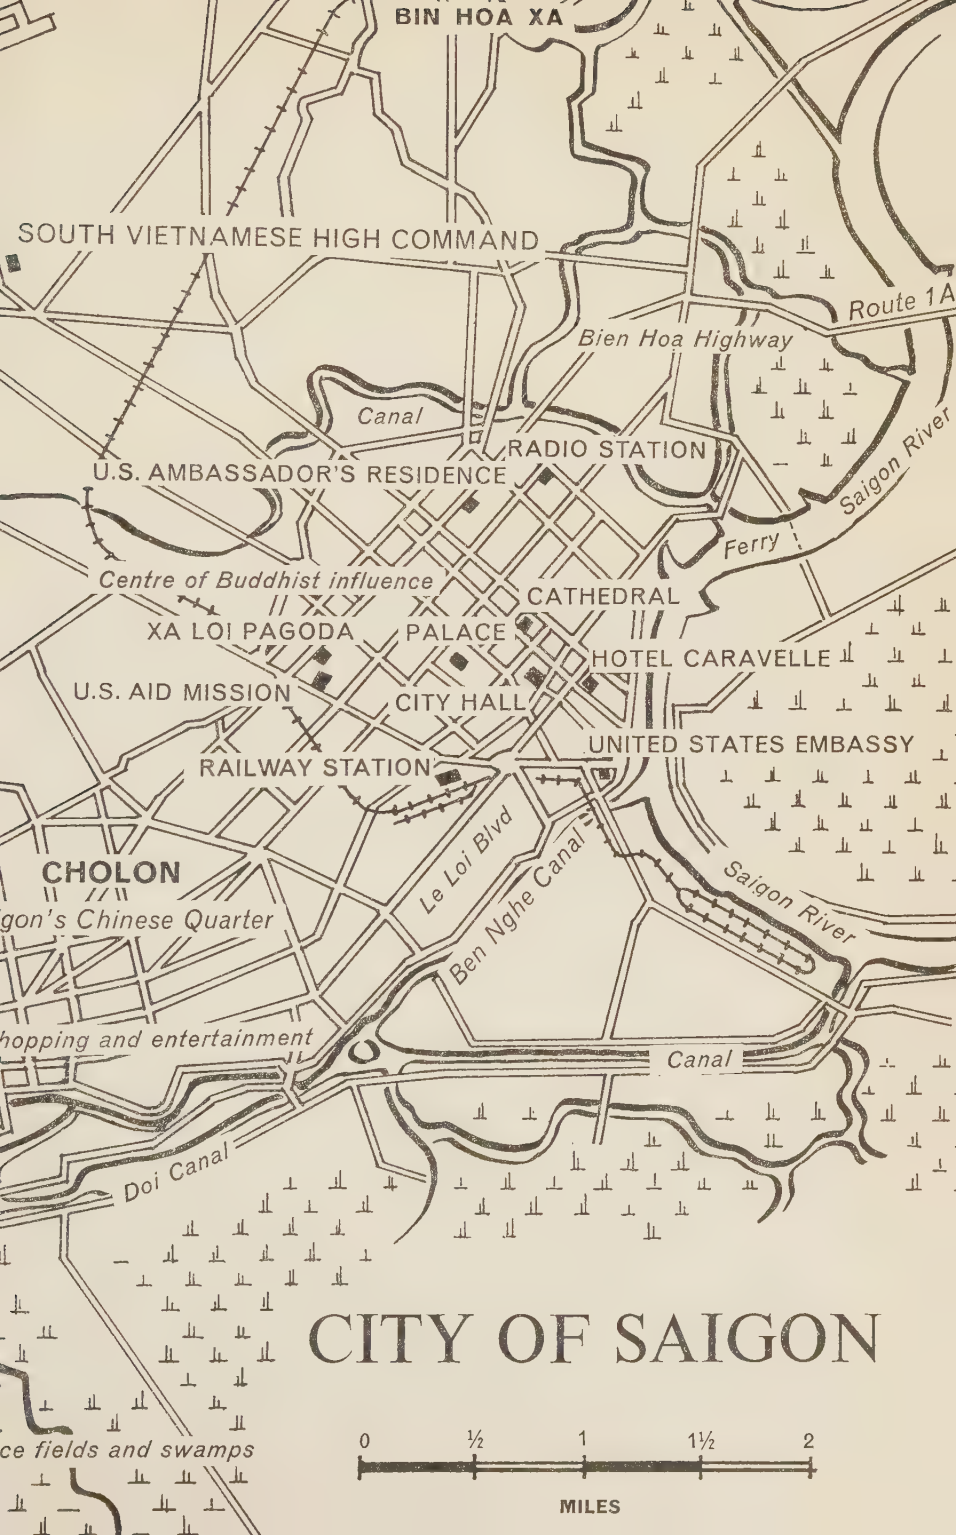 BIN HOA XA
SOUTH VIETNAMESE HIGH COMMAND
Route 1A
Bien Hoa Highway
Canal
Saigon River
RADIO STATION
U.S. AMBASSADOR'S RESIDENCE
Ferry
Centre of Buddhist influence
CATHEDRAL
XA LOI PAGODA
PALACE
HOTEL CARAVELLE
U.S. AID MISSION
CITY HALL
UNITED STATES EMBASSY
RAILWAY STATION
Le Loi Blvd
Ben Nghe Canal
CHOLON
Saigon River
igon's Chinese Quarter
hopping and entertainment
Canal
Doi Canal
CITY OF SAIGON
ce fields and swamps
0 ½ 1 1½ 2
MILES